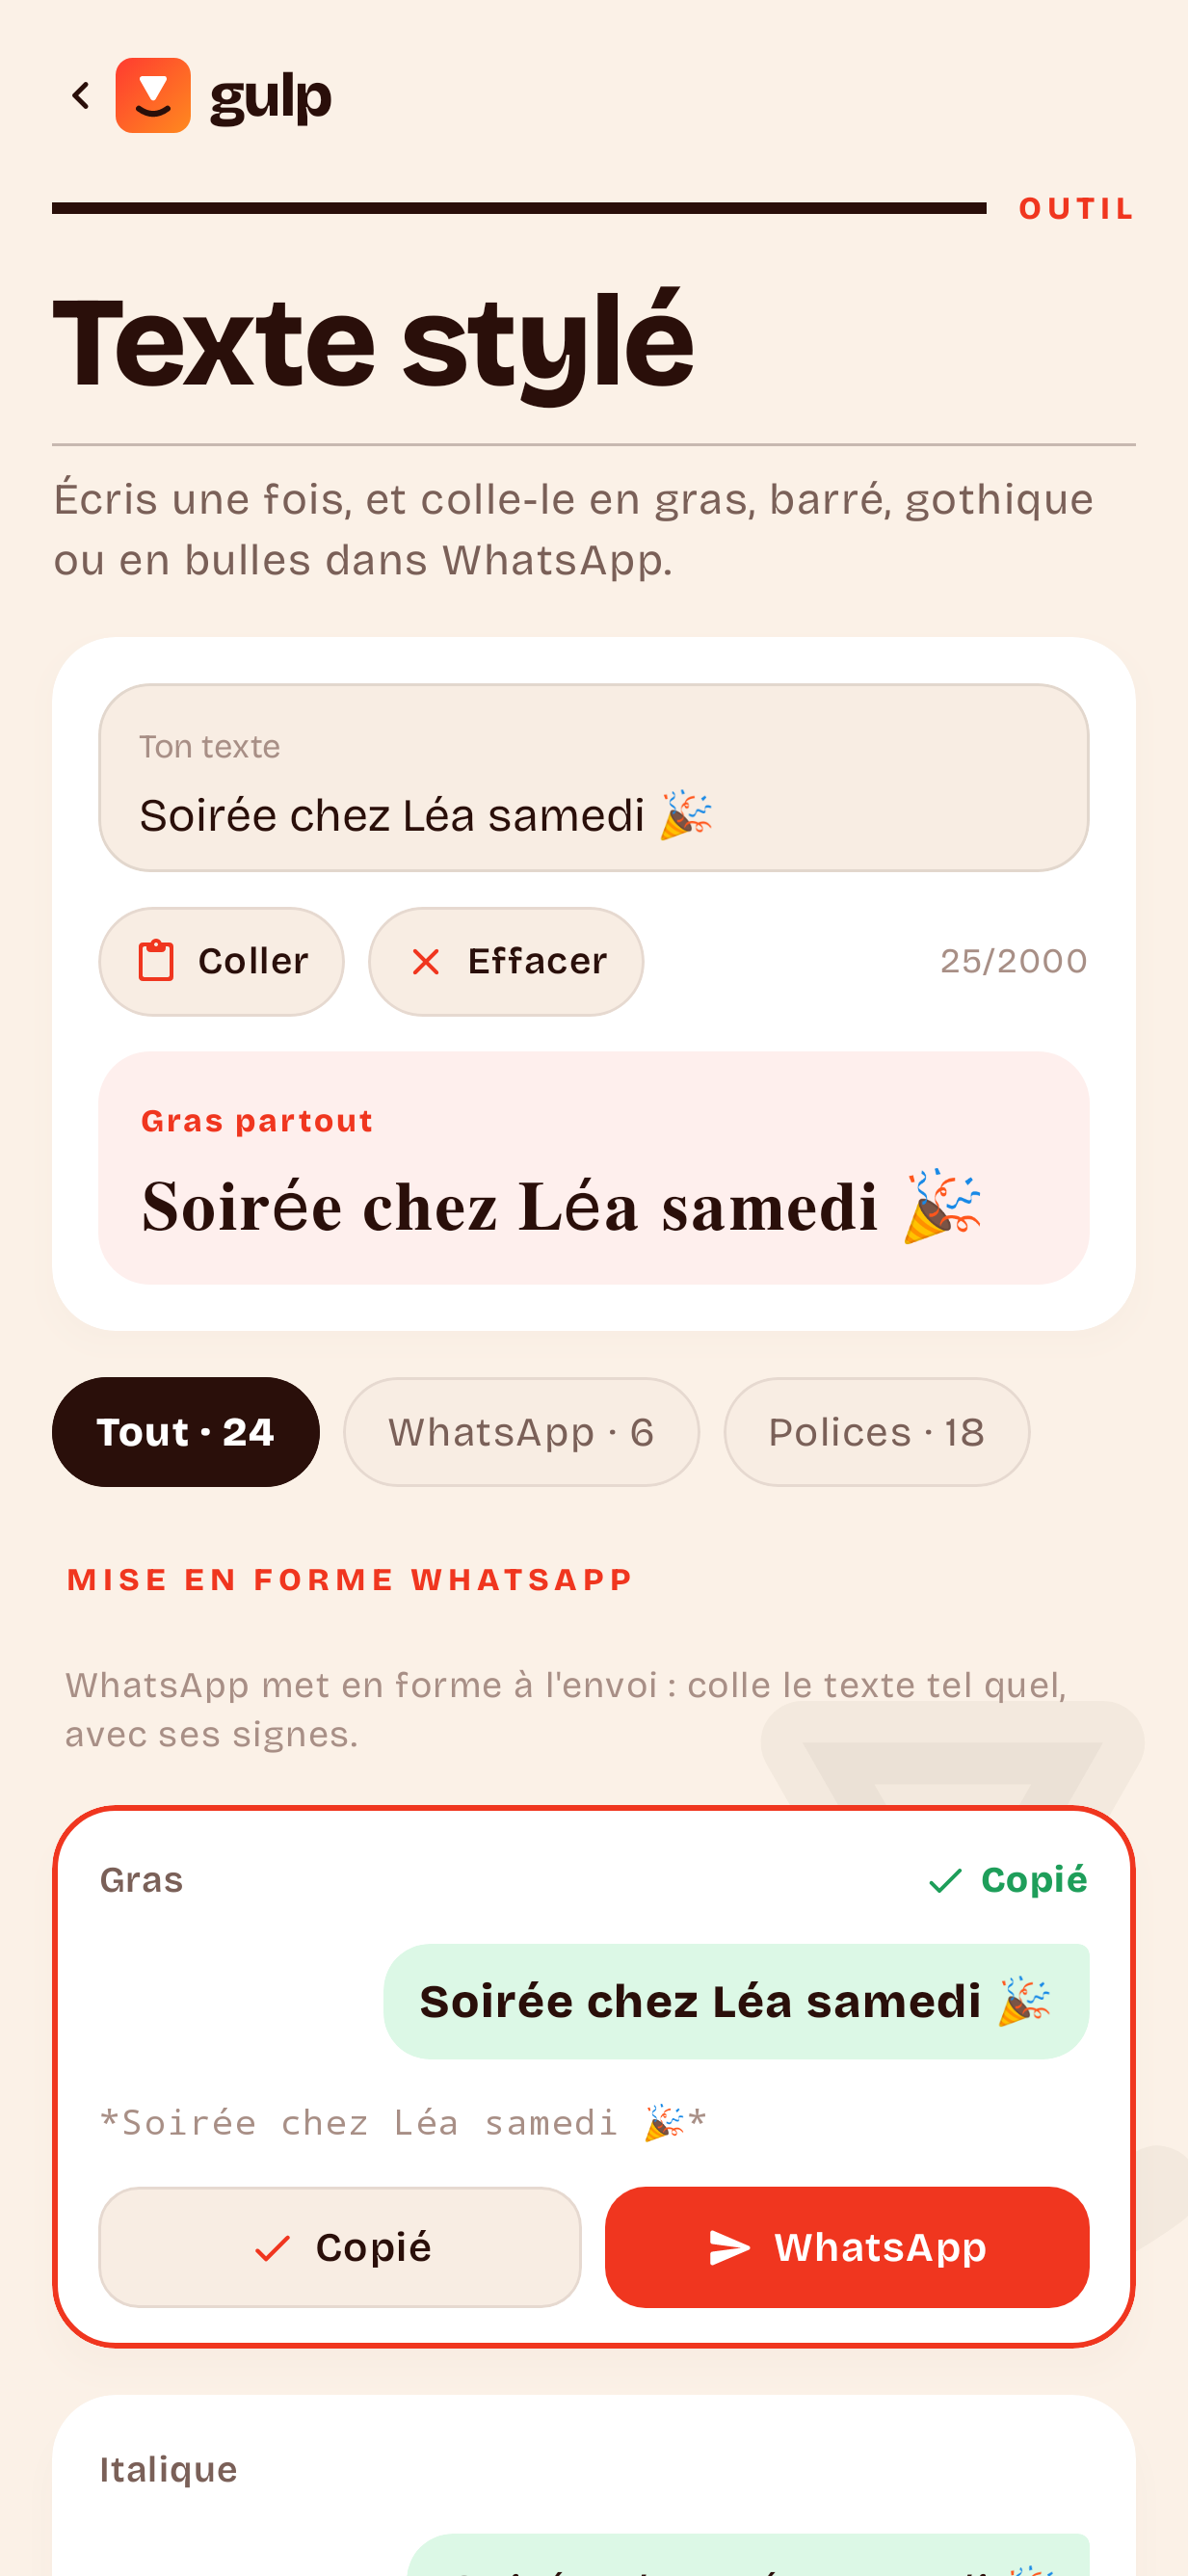 gulp
OUTIL
Texte stylé
Écris une fois, et colle-le en gras, barré, gothique
ou en bulles dans WhatsApp.
Ton texte
Soirée chez Léa samedi 🎉
Coller
Effacer
25/2000
Gras partout
𝐒𝐨𝐢𝐫é𝐞 𝐜𝐡𝐞𝐳 𝐋é𝐚 𝐬𝐚𝐦𝐞𝐝𝐢 🎉
Tout · 24
WhatsApp · 6
Polices · 18
MISE EN FORME WHATSAPP
WhatsApp met en forme à l'envoi : colle le texte tel quel,
avec ses signes.
Gras
Copié
Soirée chez Léa samedi 🎉
*Soirée chez Léa samedi 🎉*
Copié
WhatsApp
Italique